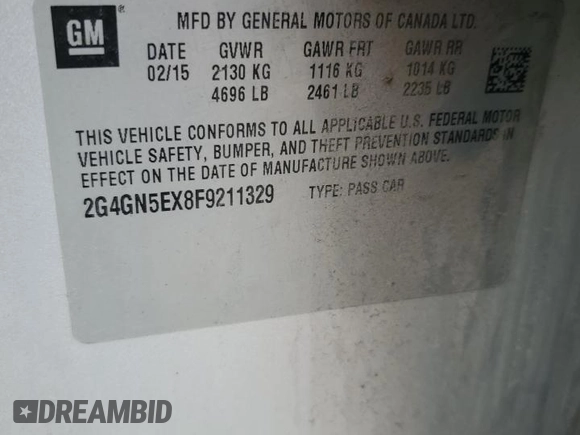 GM
MFD BY GENERAL MOTORS OF CANADA LTD.
DATE GVWR GAWR FRT GAWR RR
02/15 2130 KG 1116 KG 1014 KG
4696 LB 2461 LB 2235 LB
THIS VEHICLE CONFORMS TO ALL APPLICABLE U.S. FEDERAL MOTOR
VEHICLE SAFETY, BUMPER, AND THEFT PREVENTION STANDARDS IN
EFFECT ON THE DATE OF MANUFACTURE SHOWN ABOVE.
2G4GN5EX8F9211329 TYPE: PASS CAR
DREAMBID